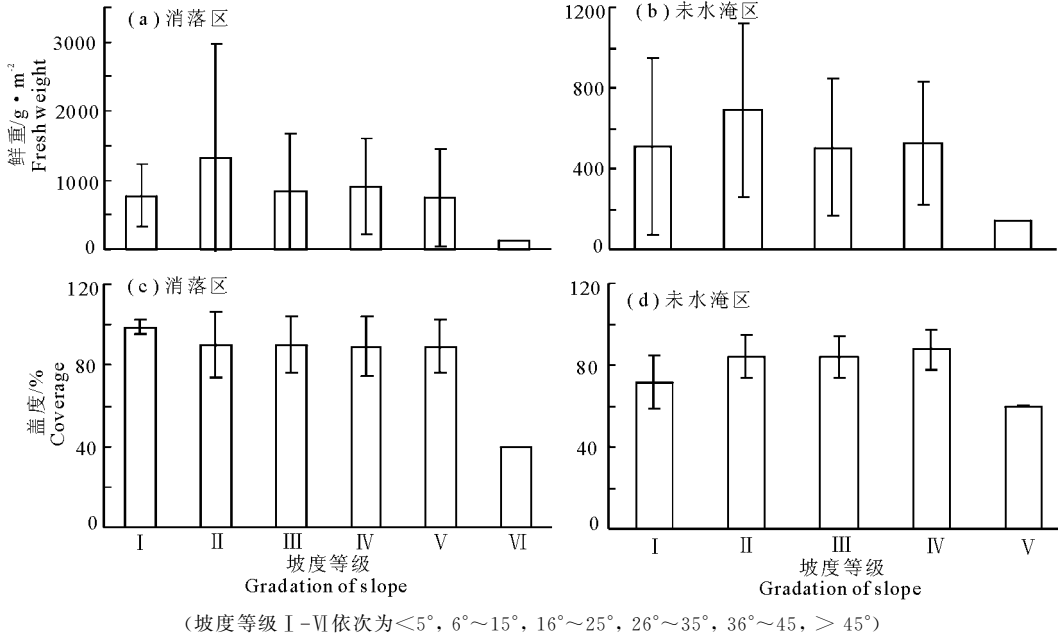 (a)消落区
(b)未水淹区
鲜重/g·m⁻²
Fresh weight
3000
2000
1000
0
1200
800
400
0
(c)消落区
(d)未水淹区
盖度/%
Coverage
120
80
40
0
120
80
40
0
Ⅰ Ⅱ Ⅲ Ⅳ Ⅴ Ⅵ
Ⅰ Ⅱ Ⅲ Ⅳ Ⅴ
坡度等级
Gradation of slope
坡度等级
Gradation of slope
(坡度等级Ⅰ-Ⅵ依次为<5°, 6°~15°, 16°~25°, 26°~35°, 36°~45, > 45°)